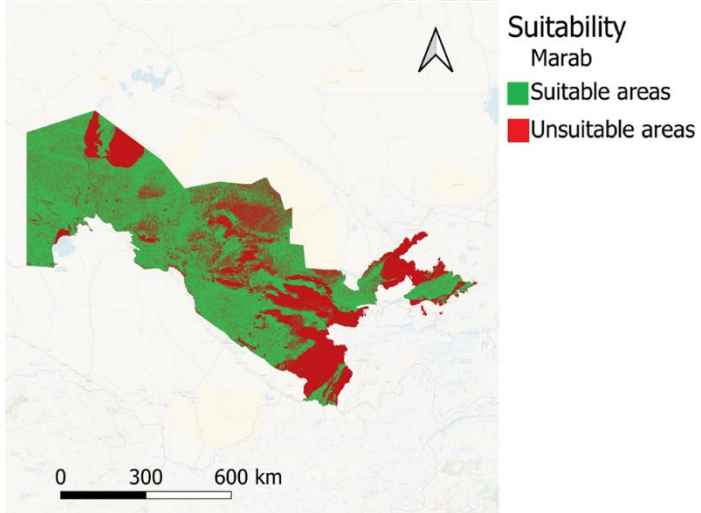 Suitability
Marab
Suitable areas
Unsuitable areas
0 300 600 km